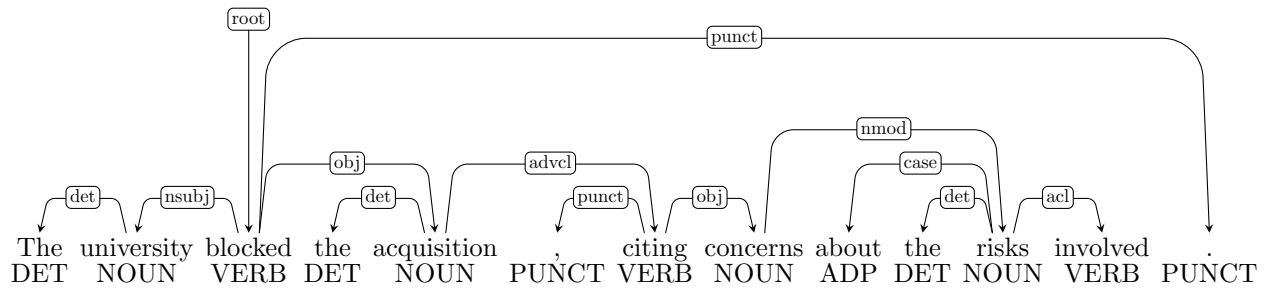 root
punct
nmod
obj advcl case
det nsubj det punct obj det acl
The university blocked the acquisition , citing concerns about the risks involved .
DET NOUN VERB DET NOUN PUNCT VERB NOUN ADP DET NOUN VERB PUNCT